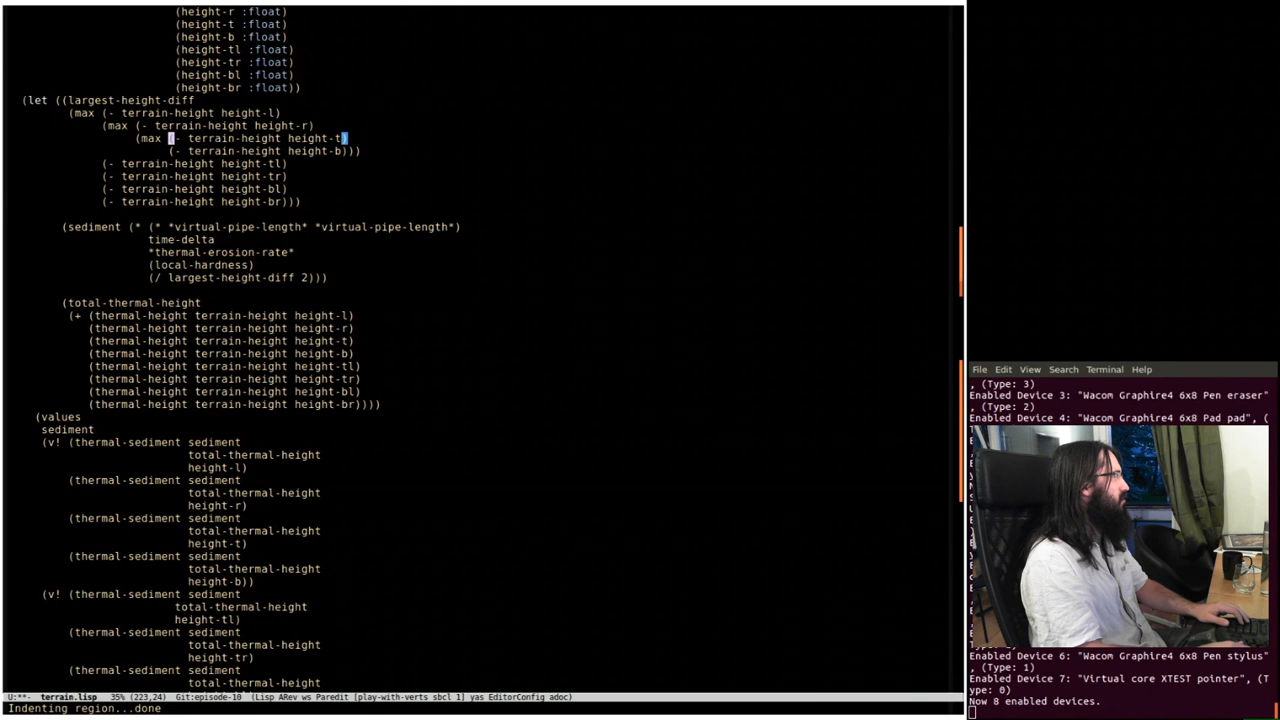 (height-r :float)
(height-t :float)
(height-b :float)
(height-tl :float)
(height-tr :float)
(height-bl :float)
(height-br :float))
(let ((largest-height-diff
(max (- terrain-height height-l)
(max (- terrain-height height-r)
(max (- terrain-height height-t)
(- terrain-height height-b)))
(- terrain-height height-tl)
(- terrain-height height-tr)
(- terrain-height height-bl)
(- terrain-height height-br)))
(sediment (* (* *virtual-pipe-length* *virtual-pipe-length*)
time-delta
*thermal-erosion-rate*
(local-hardness)
(/ largest-height-diff 2)))
(total-thermal-height
(+ (thermal-height terrain-height height-l)
(thermal-height terrain-height height-r)
(thermal-height terrain-height height-t)
(thermal-height terrain-height height-b)
(thermal-height terrain-height height-tl)
(thermal-height terrain-height height-tr)
(thermal-height terrain-height height-bl)
(thermal-height terrain-height height-br))))
(values
sediment
(v! (thermal-sediment sediment
total-thermal-height
height-l)
(thermal-sediment sediment
total-thermal-height
height-r)
(thermal-sediment sediment
total-thermal-height
height-t)
(thermal-sediment sediment
total-thermal-height
height-b))
(v! (thermal-sediment sediment
total-thermal-height
height-tl)
(thermal-sediment sediment
total-thermal-height
height-tr)
(thermal-sediment sediment
total-thermal-height
U:**- terrain.lisp 35% (223,24) Git:episode-10 (Lisp ARev ws Paredit [play-with-verts sbcl 1] yas EditorConfig adoc)
Indenting region...done
File Edit View Search Terminal Help
, (Type: 3)
Enabled Device 3: "Wacom Graphire4 6x8 Pen eraser"
, (Type: 2)
Enabled Device 4: "Wacom Graphire4 6x8 Pad pad", (
Enabled Device 6: "Wacom Graphire4 6x8 Pen stylus"
, (Type: 1)
Enabled Device 7: "Virtual core XTEST pointer", (T
ype: 0)
Now 8 enabled devices.